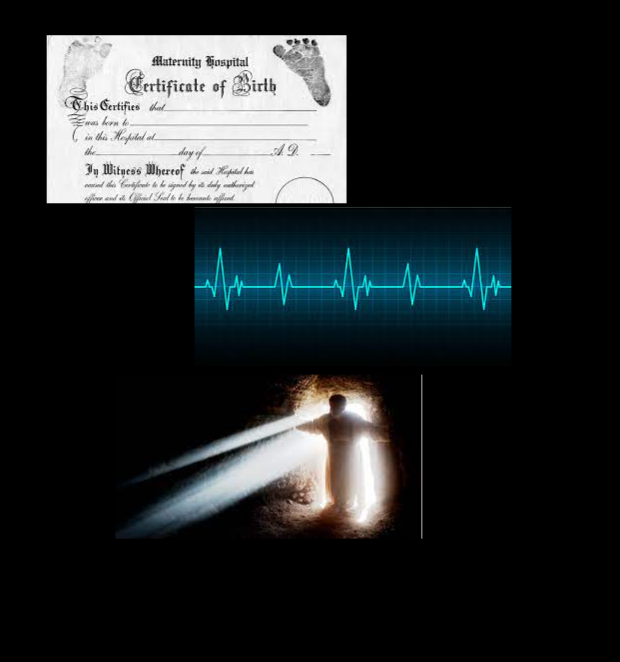 Maternity Hospital
Certificate of Birth
This Certifies that
was born to
in this Hospital at
the day of A. D.
In Witness Whereof the said Hospital has
caused this Certificate to be signed by its duly authorized
officer and its Official Seal to be hereunto affixed.